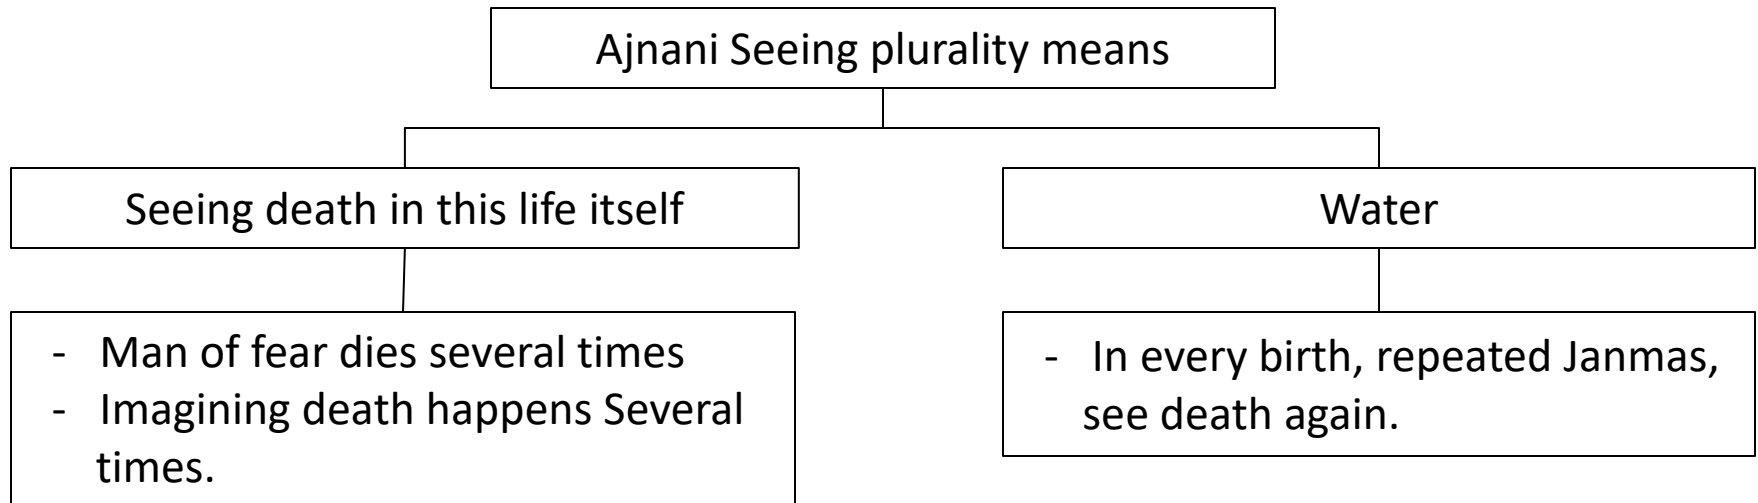 Ajnani Seeing plurality means
Seeing death in this life itself
Water
- Man of fear dies several times
- Imagining death happens Several
times.
- In every birth, repeated Janmas,
see death again.